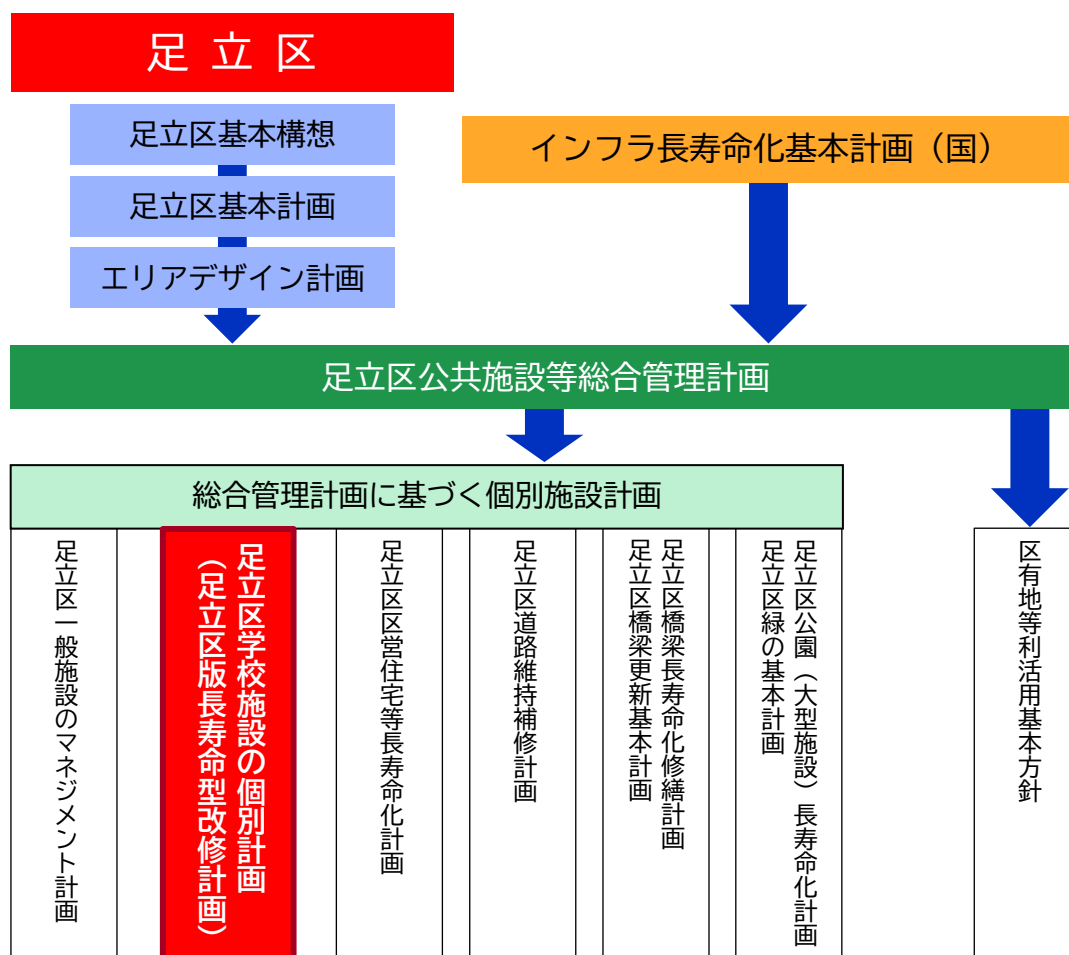 足立区
足立区基本構想
インフラ長寿命化基本計画（国）
足立区基本計画
エリアデザイン計画
足立区公共施設等総合管理計画
総合管理計画に基づく個別施設計画
足立区一般施設のマネジメント計画
足立区学校施設の個別計画
（足立区版長寿命型改修計画）
足立区区営住宅等長寿命化計画
足立区道路維持補修計画
足立区橋梁長寿命化修繕計画
足立区橋梁更新基本計画
足立区公園（大型施設）長寿命化計画
足立区緑の基本計画
区有地等利活用基本方針